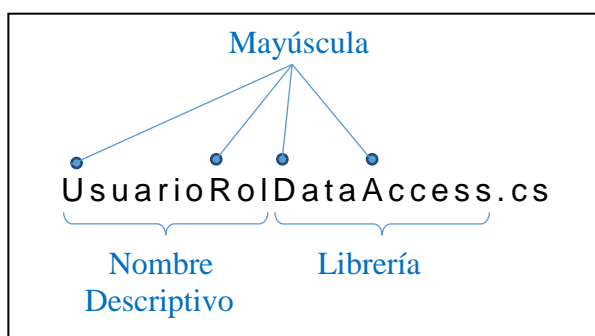 Mayúscula
UsuarioRolDataAccess.cs
Nombre Librería
Descriptivo